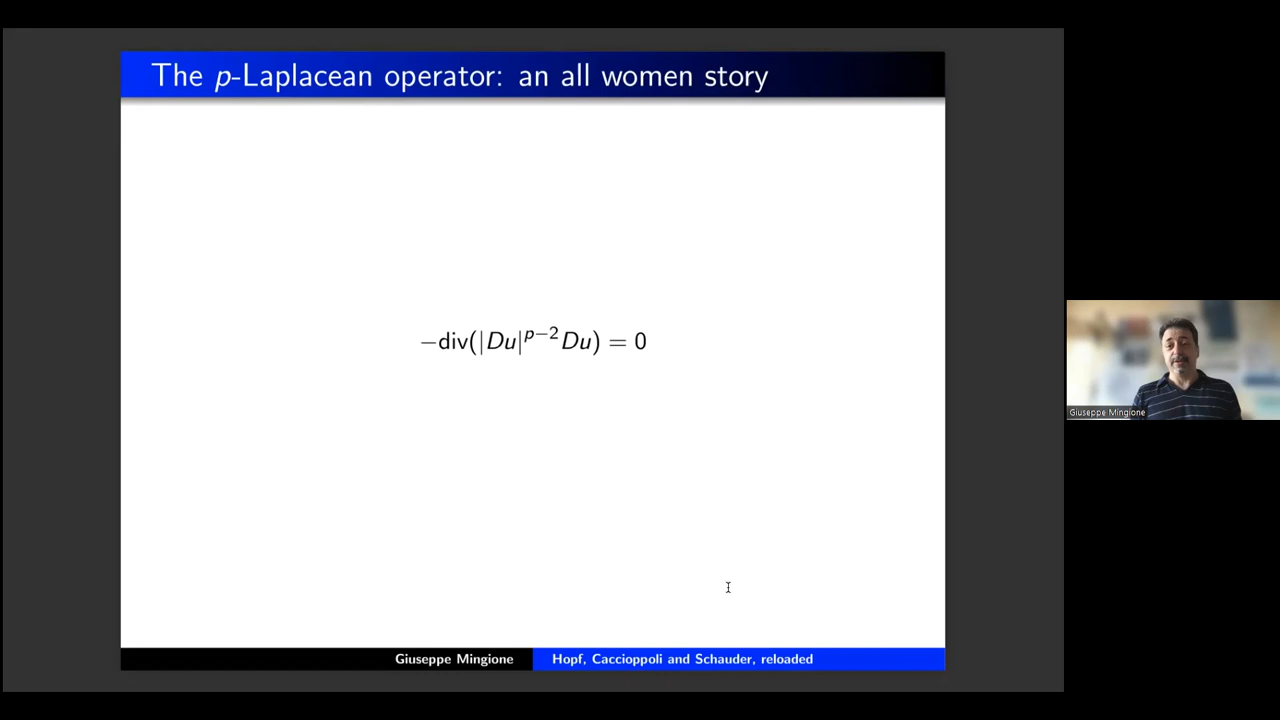 The p-Laplacean operator: an all women story
−div(|Du|^{p−2}Du) = 0
Giuseppe Mingione
Giuseppe Mingione Hopf, Caccioppoli and Schauder, reloaded